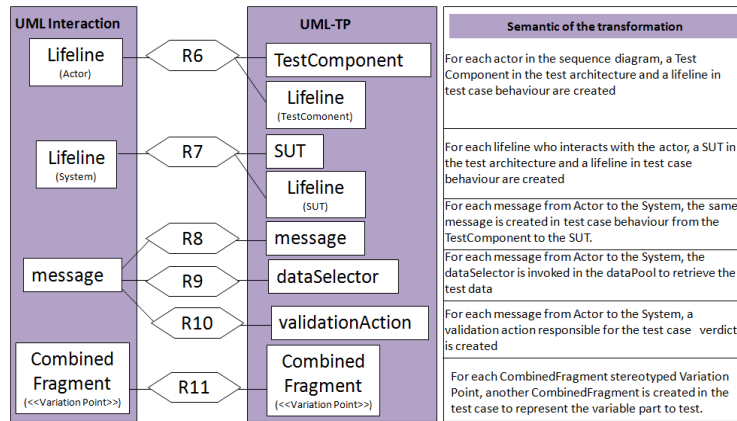 UML Interaction
UML-TP
Semantic of the transformation
Lifeline
(Actor)
R6
TestComponent
Lifeline
(TestComonent)
For each actor in the sequence diagram, a Test
Component in the test architecture and a lifeline in
test case behaviour are created
Lifeline
(System)
R7
SUT
Lifeline
(SUT)
For each lifeline who interacts with the actor, a SUT in
the test architecture and a lifeline in test case
behaviour are created
message
R8
message
For each message from Actor to the System, the same
message is created in test case behaviour from the
TestComponent to the SUT.
R9
dataSelector
For each message from Actor to the System, the
dataSelector is invoked in the dataPool to retrieve the
test data
R10
validationAction
For each message from Actor to the System, a
validation action responsible for the test case verdict
is created
Combined
Fragment
(<<Variation Point>>)
R11
Combined
Fragment
(<<Variation Point>>)
For each CombinedFragment stereotyped Variation
Point, another CombinedFragment is created in the
test case to represent the variable part to test.